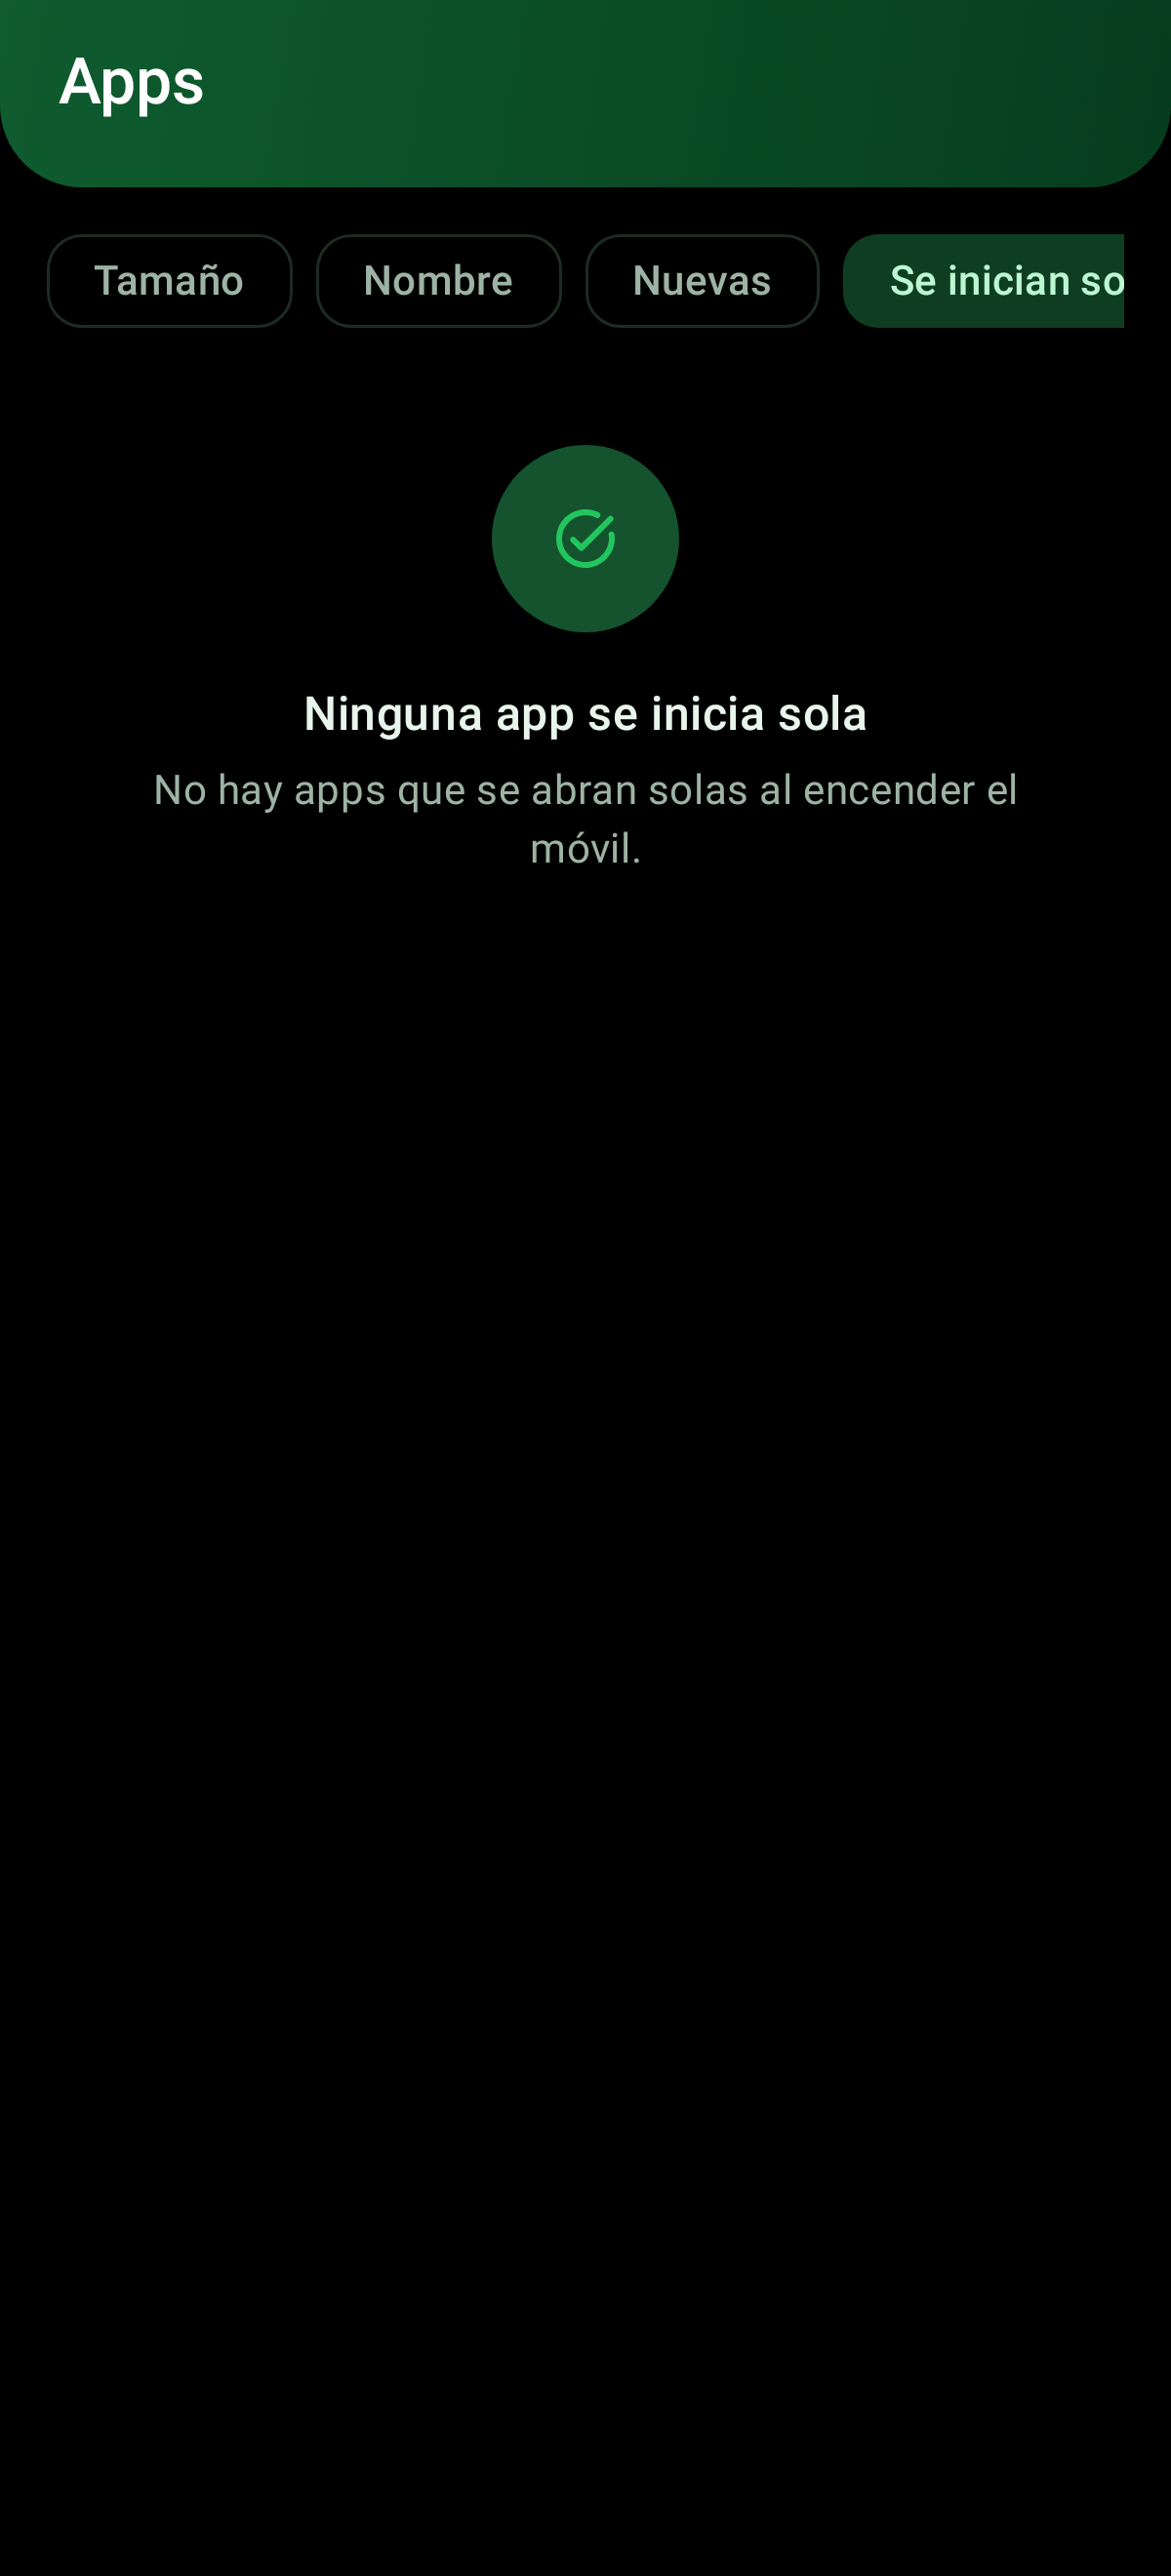 Apps
Tamaño Nombre Nuevas Se inician so
Ninguna app se inicia sola
No hay apps que se abran solas al encender el
móvil.